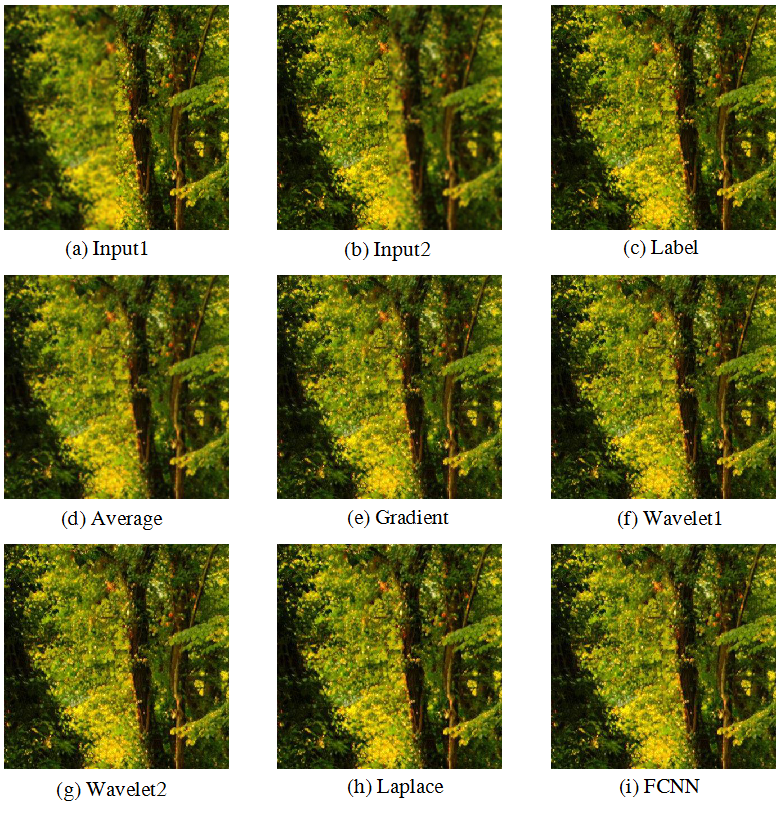 (a) Input1
(b) Input2
(c) Label
(d) Average
(e) Gradient
(f) Wavelet1
(g) Wavelet2
(h) Laplace
(i) FCNN